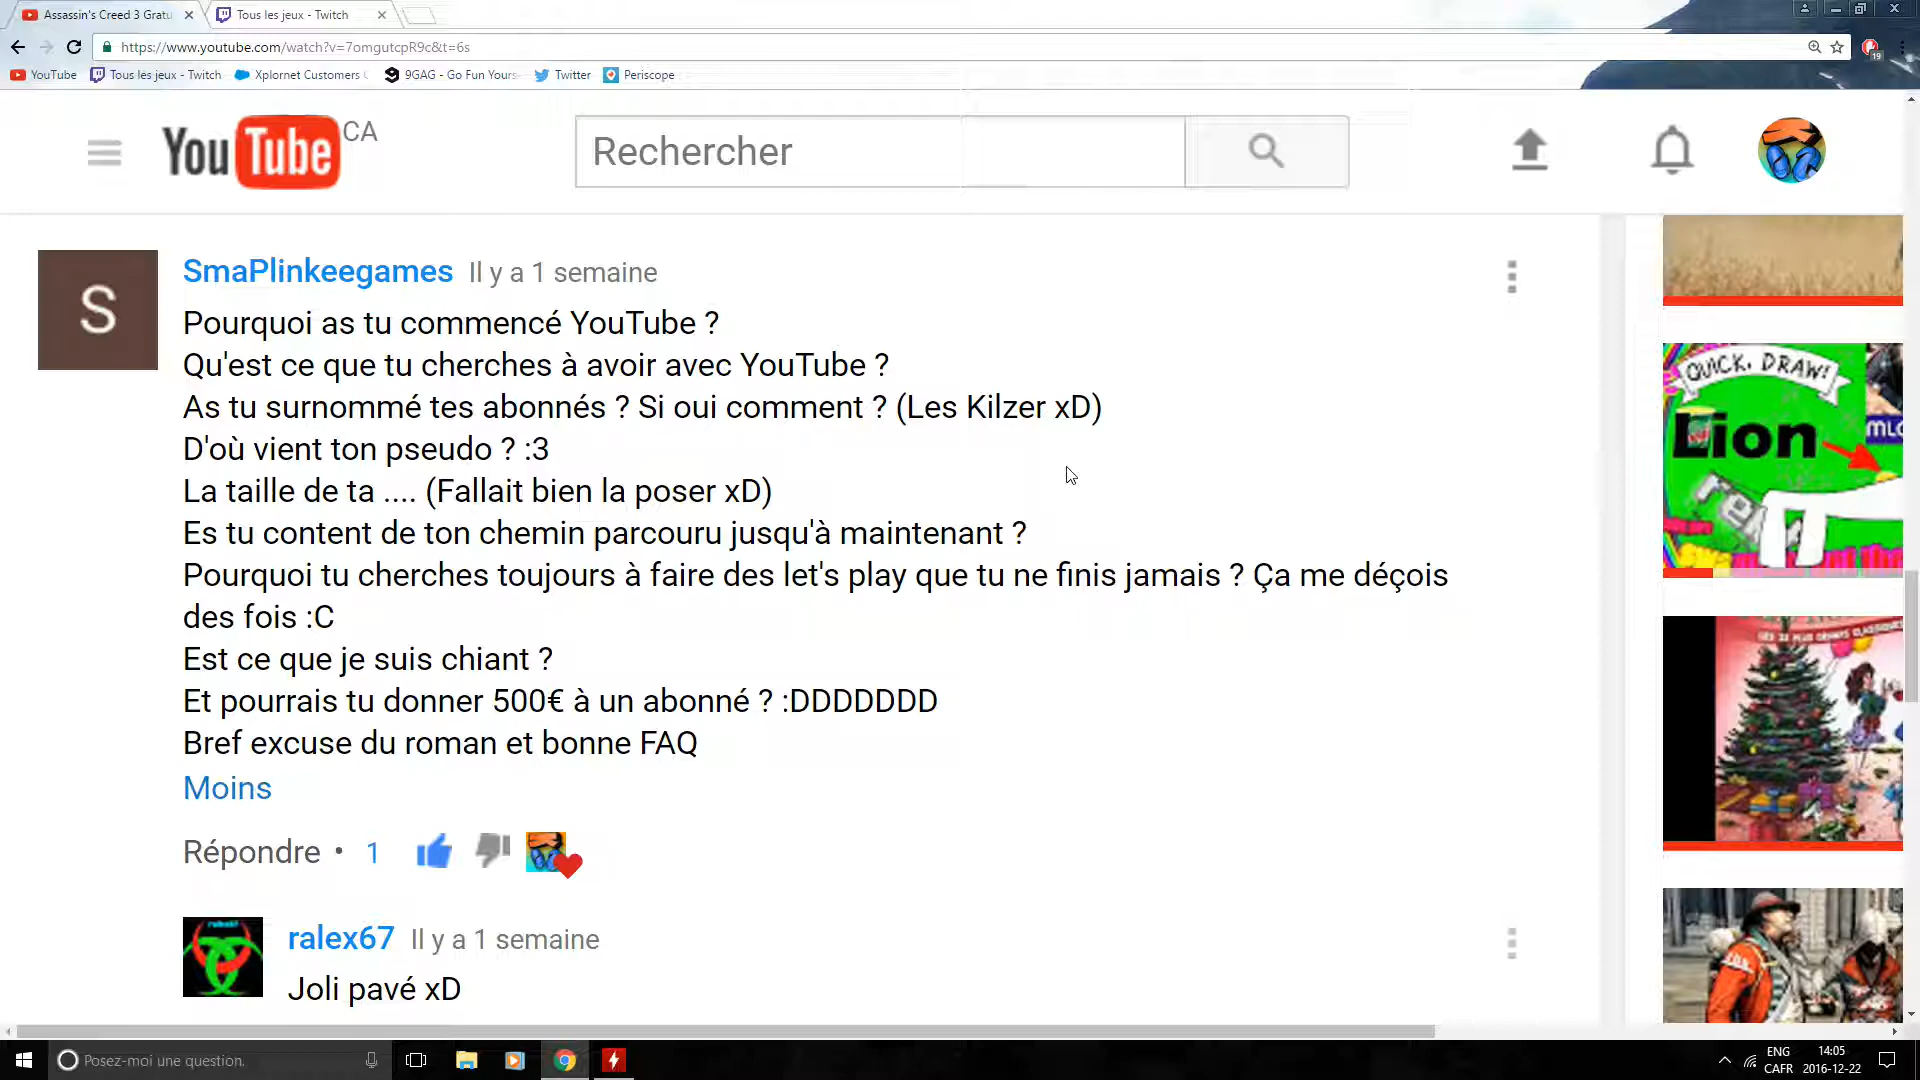 Assassin's Creed 3 Gratu
Tous les jeux - Twitch
https://www.youtube.com/watch?v=7omgutcpR9c&t=6s
19
YouTube
Tous les jeux - Twitch
Xplornet Customers
9GAG - Go Fun Yours
Twitter
Periscope
YouTube CA
Rechercher
S
SmaPlinkeegames Il y a 1 semaine
Pourquoi as tu commencé YouTube ?
Qu'est ce que tu cherches à avoir avec YouTube ?
As tu surnommé tes abonnés ? Si oui comment ? (Les Kilzer xD)
D'où vient ton pseudo ? :3
La taille de ta .... (Fallait bien la poser xD)
Es tu content de ton chemin parcouru jusqu'à maintenant ?
Pourquoi tu cherches toujours à faire des let's play que tu ne finis jamais ? Ça me déçois
des fois :C
Est ce que je suis chiant ?
Et pourrais tu donner 500€ à un abonné ? :DDDDDDD
Bref excuse du roman et bonne FAQ
Moins
Répondre • 1
ralex67 Il y a 1 semaine
Joli pavé xD
QUICK, DRAW!
Lion
MLG
Posez-moi une question.
ENG
CAFR
14:05
2016-12-22